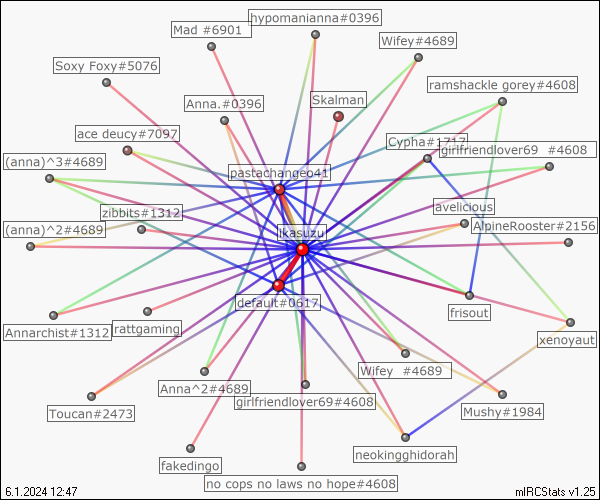 hypomanianna#0396
Mad #6901
Wifey#4689
Soxy Foxy#5076
ramshackle gorey#4608
Anna.#0396
Skalman
ace deucy#7097
Cypha#1717
girlfriendlover69 #4608
(anna)^3#4689
pastachangeo41
avelicious
zibbits#1312
AlpineRooster#2156
(anna)^2#4689
ikasuzu
default#0617
frisout
Annarchist#1312
rattgaming
xenoyaut
Wifey #4689
Anna^2#4689
girlfriendlover69#4608
Toucan#2473
Mushy#1984
neokingghidorah
fakedingo
no cops no laws no hope#4608
6.1.2024 12:47
mIRCStats v1.25